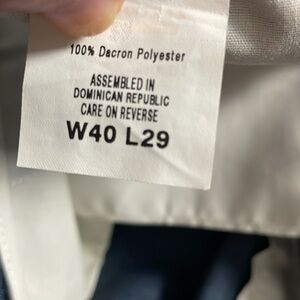 100% Dacron Polyester
ASSEMBLED IN
DOMINICAN REPUBLIC
CARE ON REVERSE
W40 L29